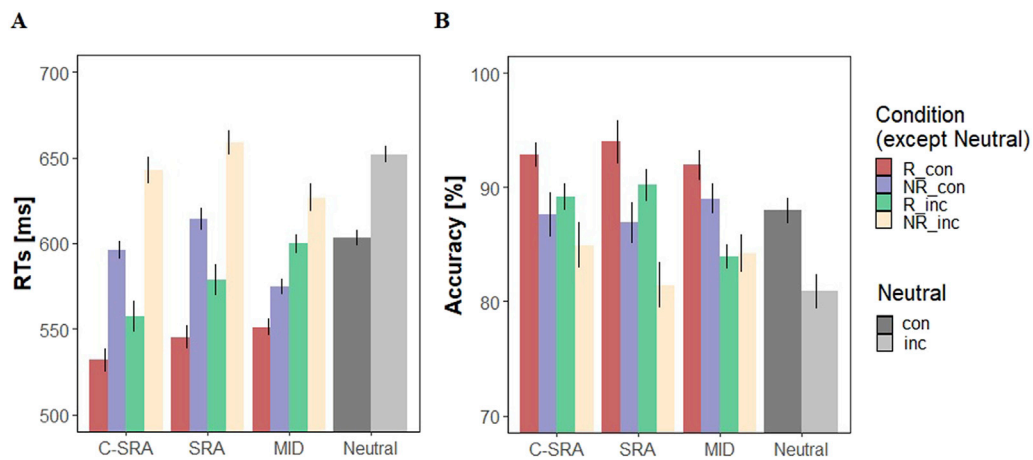 A
RTs [ms]
700
650
600
550
500
C-SRA SRA MID Neutral
B
Accuracy [%]
100
90
80
70
C-SRA SRA MID Neutral
Condition
(except Neutral)
R_con
NR_con
R_inc
NR_inc
Neutral
con
inc